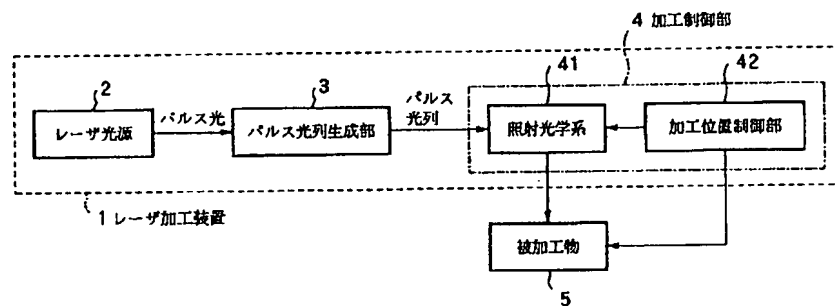 4 加工制御部
2
3
41
42
レーザ光源
パルス光
パルス光列生成部
パルス
光列
照射光学系
加工位置制御部
1 レーザ加工装置
被加工物
5